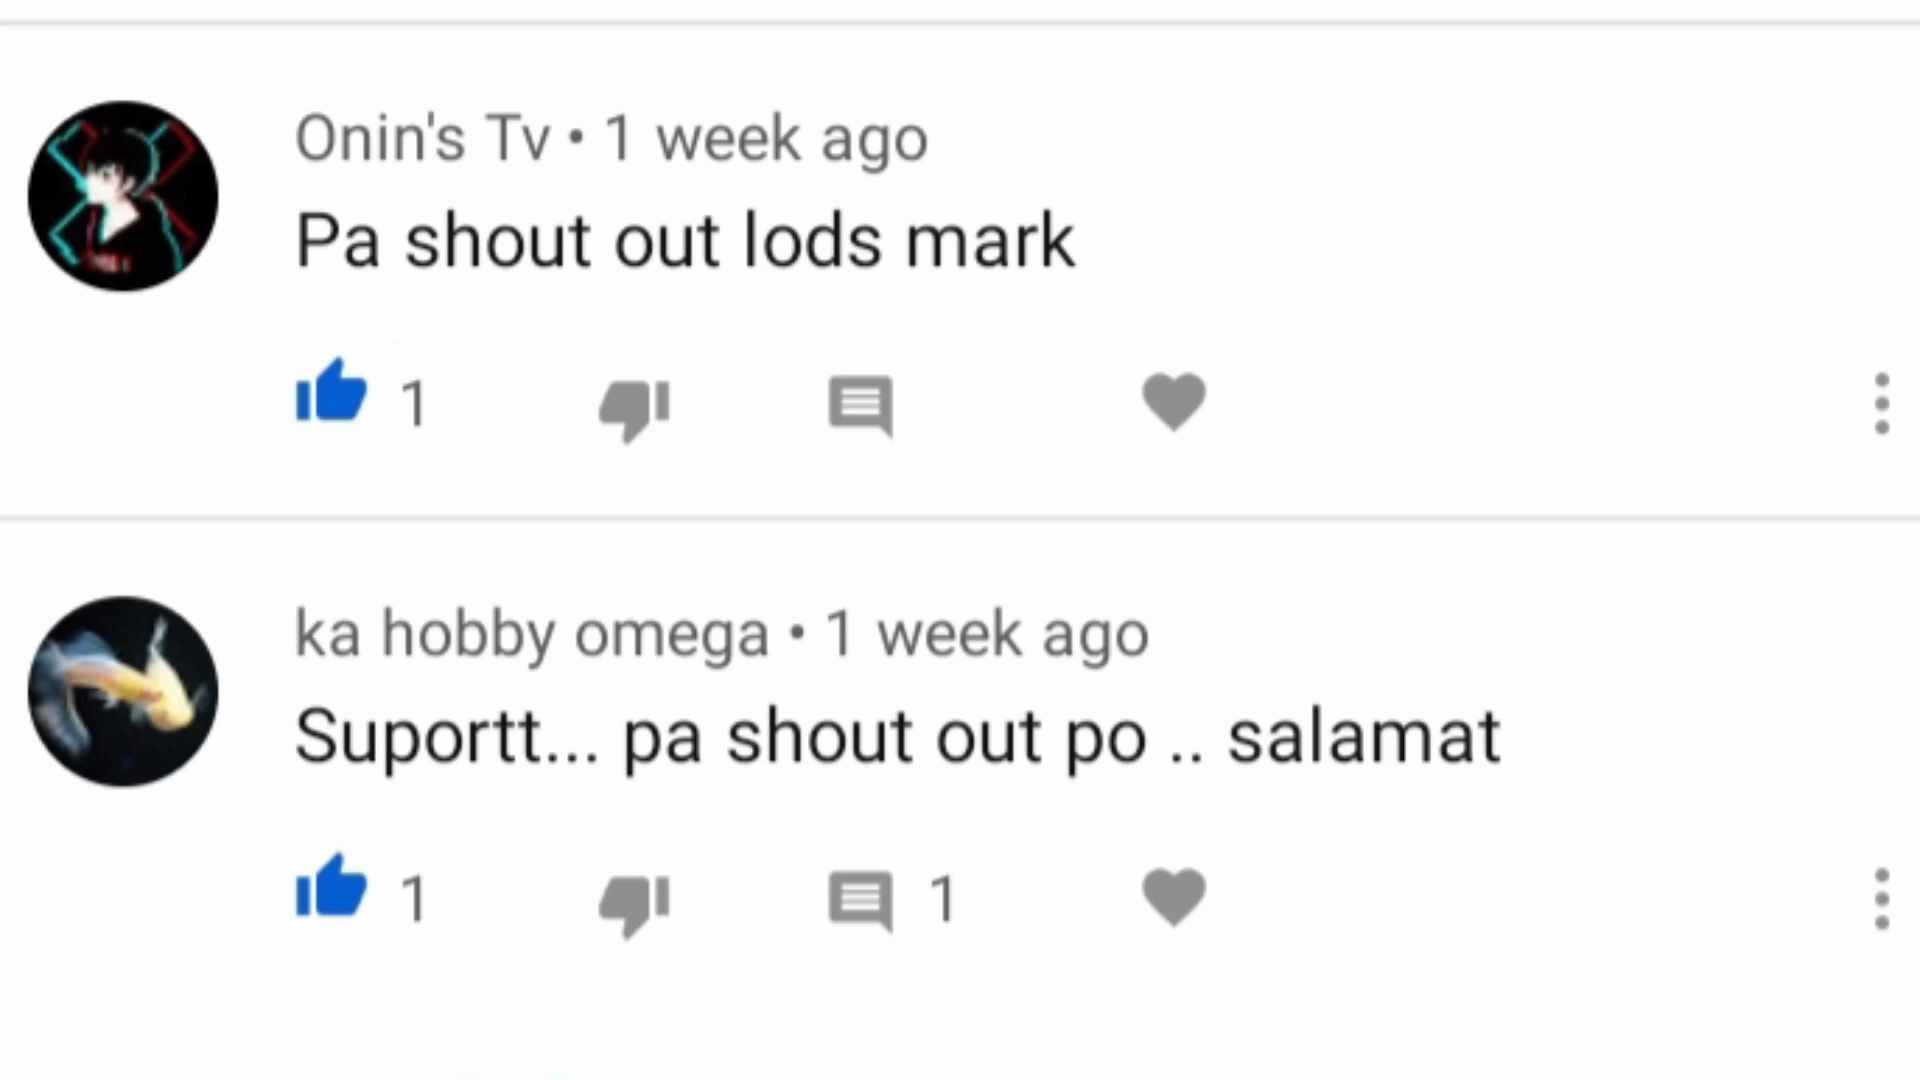 Onin's Tv • 1 week ago
Pa shout out lods mark
1
ka hobby omega • 1 week ago
Suportt... pa shout out po .. salamat
1 1